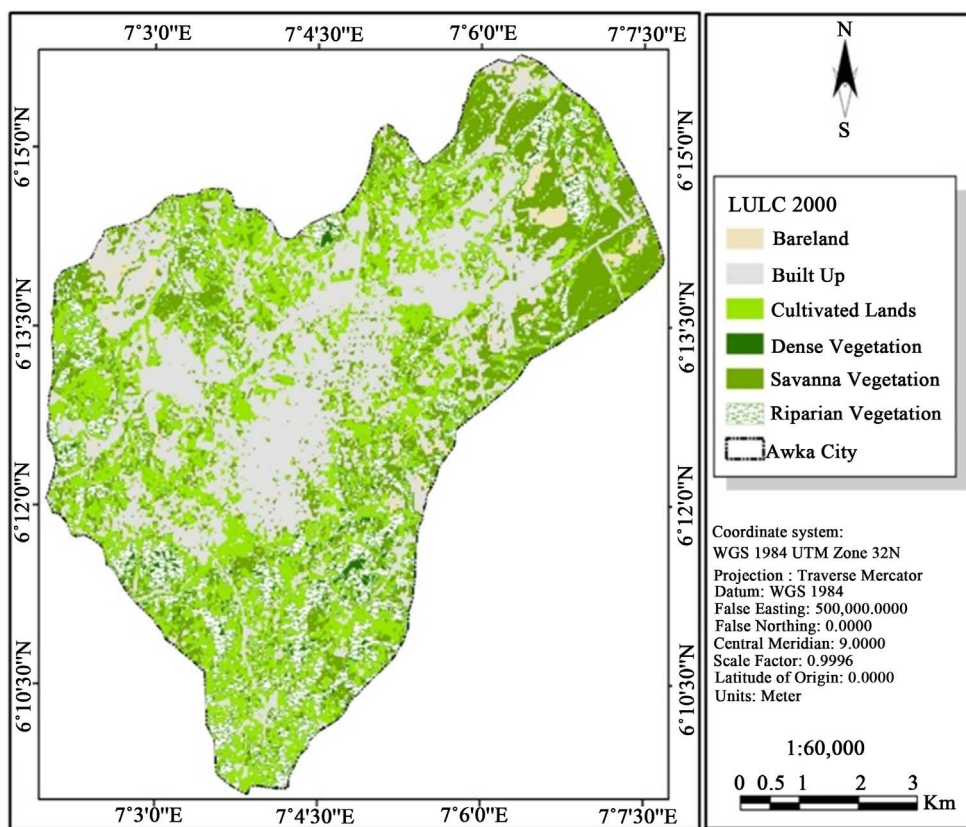 7°3'0"E 7°4'30"E 7°6'0"E 7°7'30"E
6°15'0"N
6°13'30"N
6°12'0"N
6°10'30"N
6°15'0"N
6°13'30"N
6°12'0"N
6°10'30"N
7°3'0"E 7°4'30"E 7°6'0"E 7°7'30"E
N
S
LULC 2000
Bareland
Built Up
Cultivated Lands
Dense Vegetation
Savanna Vegetation
Riparian Vegetation
Awka City
Coordinate system:
WGS 1984 UTM Zone 32N
Projection : Traverse Mercator
Datum: WGS 1984
False Easting: 500,000.0000
False Northing: 0.0000
Central Meridian: 9.0000
Scale Factor: 0.9996
Latitude of Origin: 0.0000
Units: Meter
1:60,000
0 0.5 1 2 3
Km